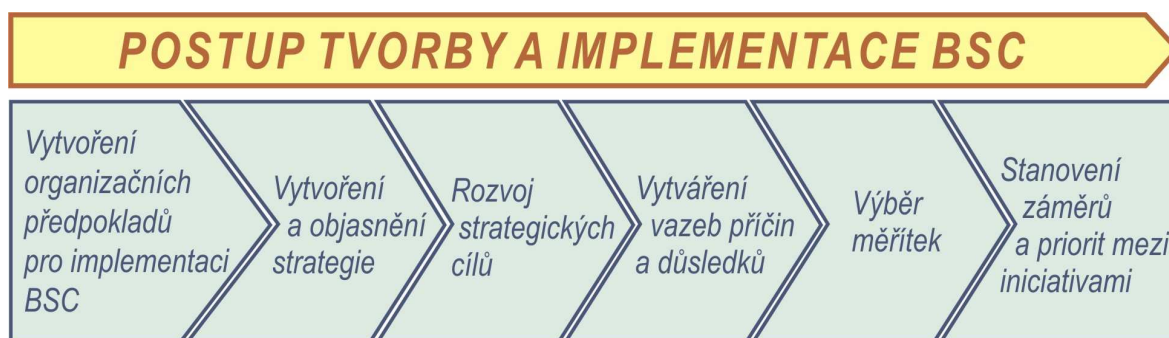 POSTUP TVORBY A IMPLEMENTACE BSC
Vytvoření
organizačních
předpokladů
pro implementaci
BSC
Vytvoření
a objasnění
strategie
Rozvoj
strategických
cílů
Vytváření
vazeb příčin
a důsledků
Výběr
měřítek
Stanovení
záměrů
a priorit mezi
iniciativami